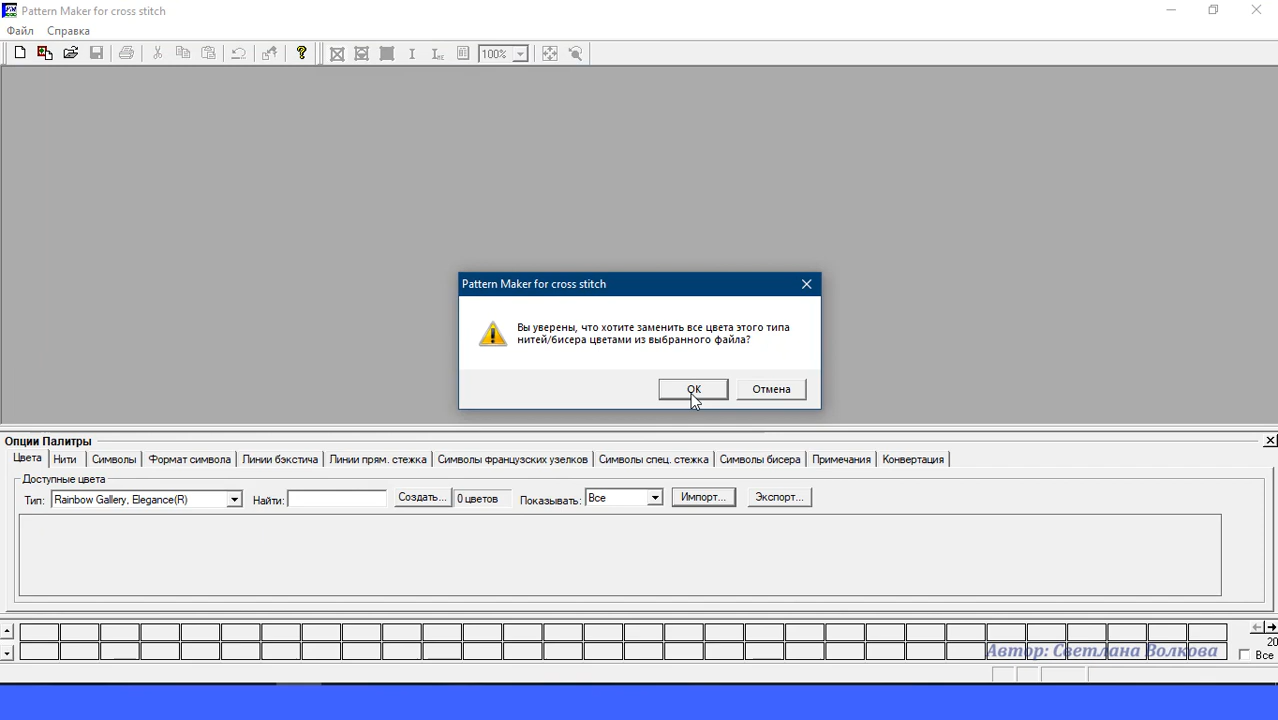 Pattern Maker for cross stitch
Файл Справка
100%
Pattern Maker for cross stitch
Вы уверены, что хотите заменить все цвета этого типа
нитей/бисера цветами из выбранного файла?
OK Отмена
Опции Палитры
Цвета Нити Символы Формат символа Линии бэкстича Линии прям. стежка Символы французских узелков Символы спец. стежка Символы бисера Примечания Конвертация
Доступные цвета
Тип: Rainbow Gallery, Elegance(R) Найти: Создать... 0 цветов Показывать: Все Импорт... Экспорт...
20
Все
Автор: Светлана Волкова